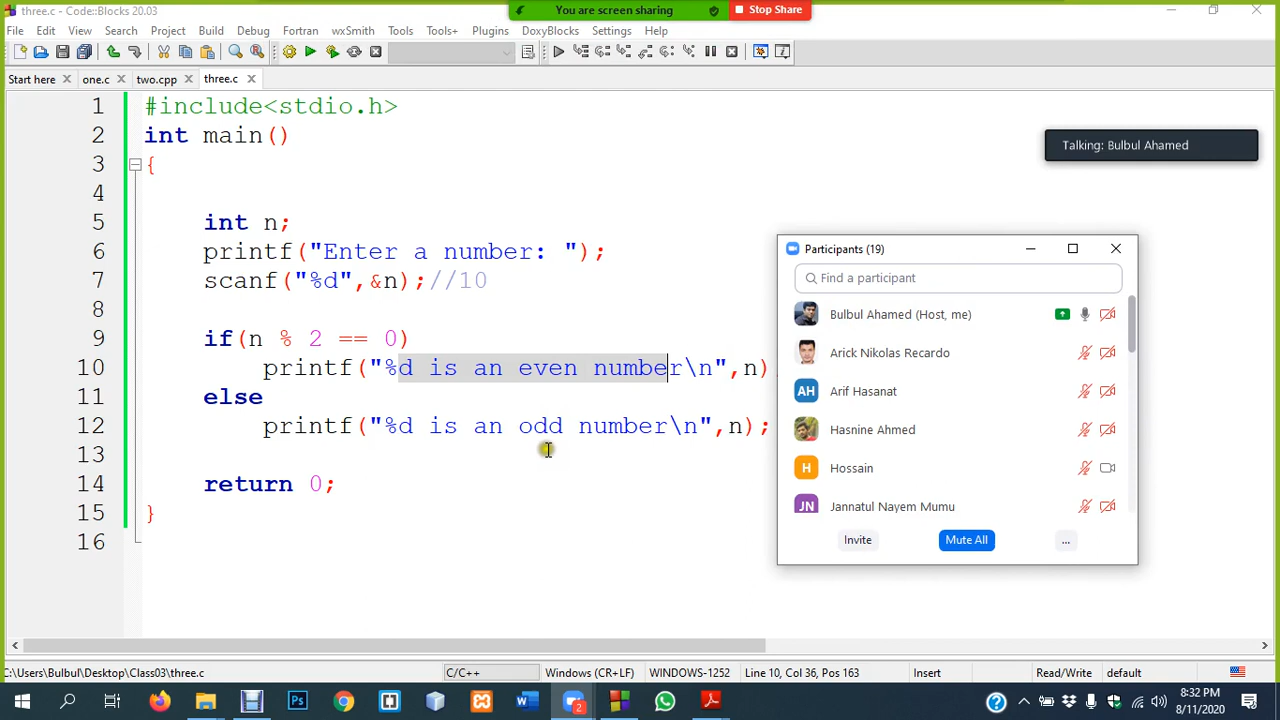 three.c - Code::Blocks 20.03
You are screen sharing
Stop Share
File Edit View Search Project Build Debug Fortran wxSmith Tools Tools+ Plugins DoxyBlocks Settings Help
Start here one.c two.cpp three.c
1 #include<stdio.h>
2 int main()
3 {
4
5 int n;
6 printf("Enter a number: ");
7 scanf("%d",&n);//10
8
9 if(n % 2 == 0)
10 printf("%d is an even number\n",n)
11 else
12 printf("%d is an odd number\n",n);
13
14 return 0;
15 }
16
Talking: Bulbul Ahamed
Participants (19)
Find a participant
Bulbul Ahamed (Host, me)
Arick Nikolas Recardo
AH Arif Hasanat
Hasnine Ahmed
H Hossain
JN Jannatul Nayem Mumu
Invite Mute All ...
C:\Users\Bulbul\Desktop\Class03\three.c C/C++ Windows (CR+LF) WINDOWS-1252 Line 10, Col 36, Pos 163 Insert Read/Write default
Ps W 2
8:32 PM
8/11/2020